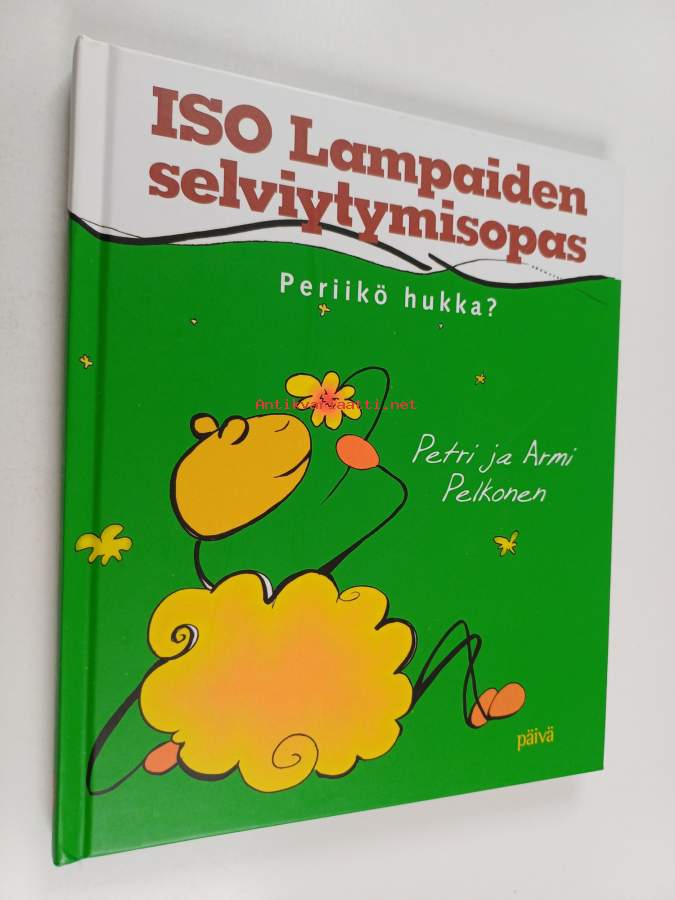 ISO Lampaiden
selviytymisopas
Periikö hukka?
Antikvariaatti.net
Petri ja Armi
Pelkonen
päivä